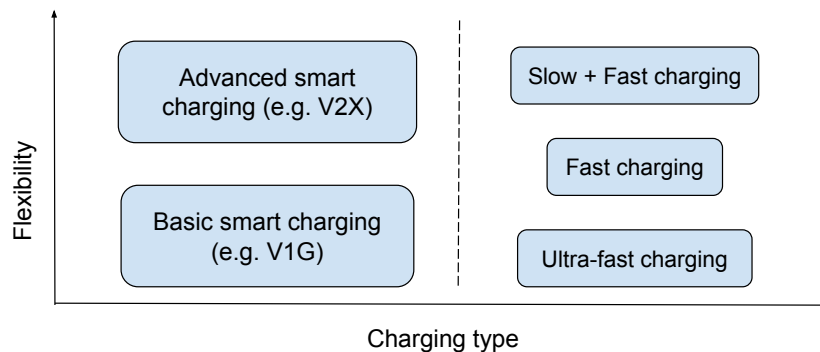 Flexibility
Advanced smart
charging (e.g. V2X)
Basic smart charging
(e.g. V1G)
Slow + Fast charging
Fast charging
Ultra-fast charging
Charging type